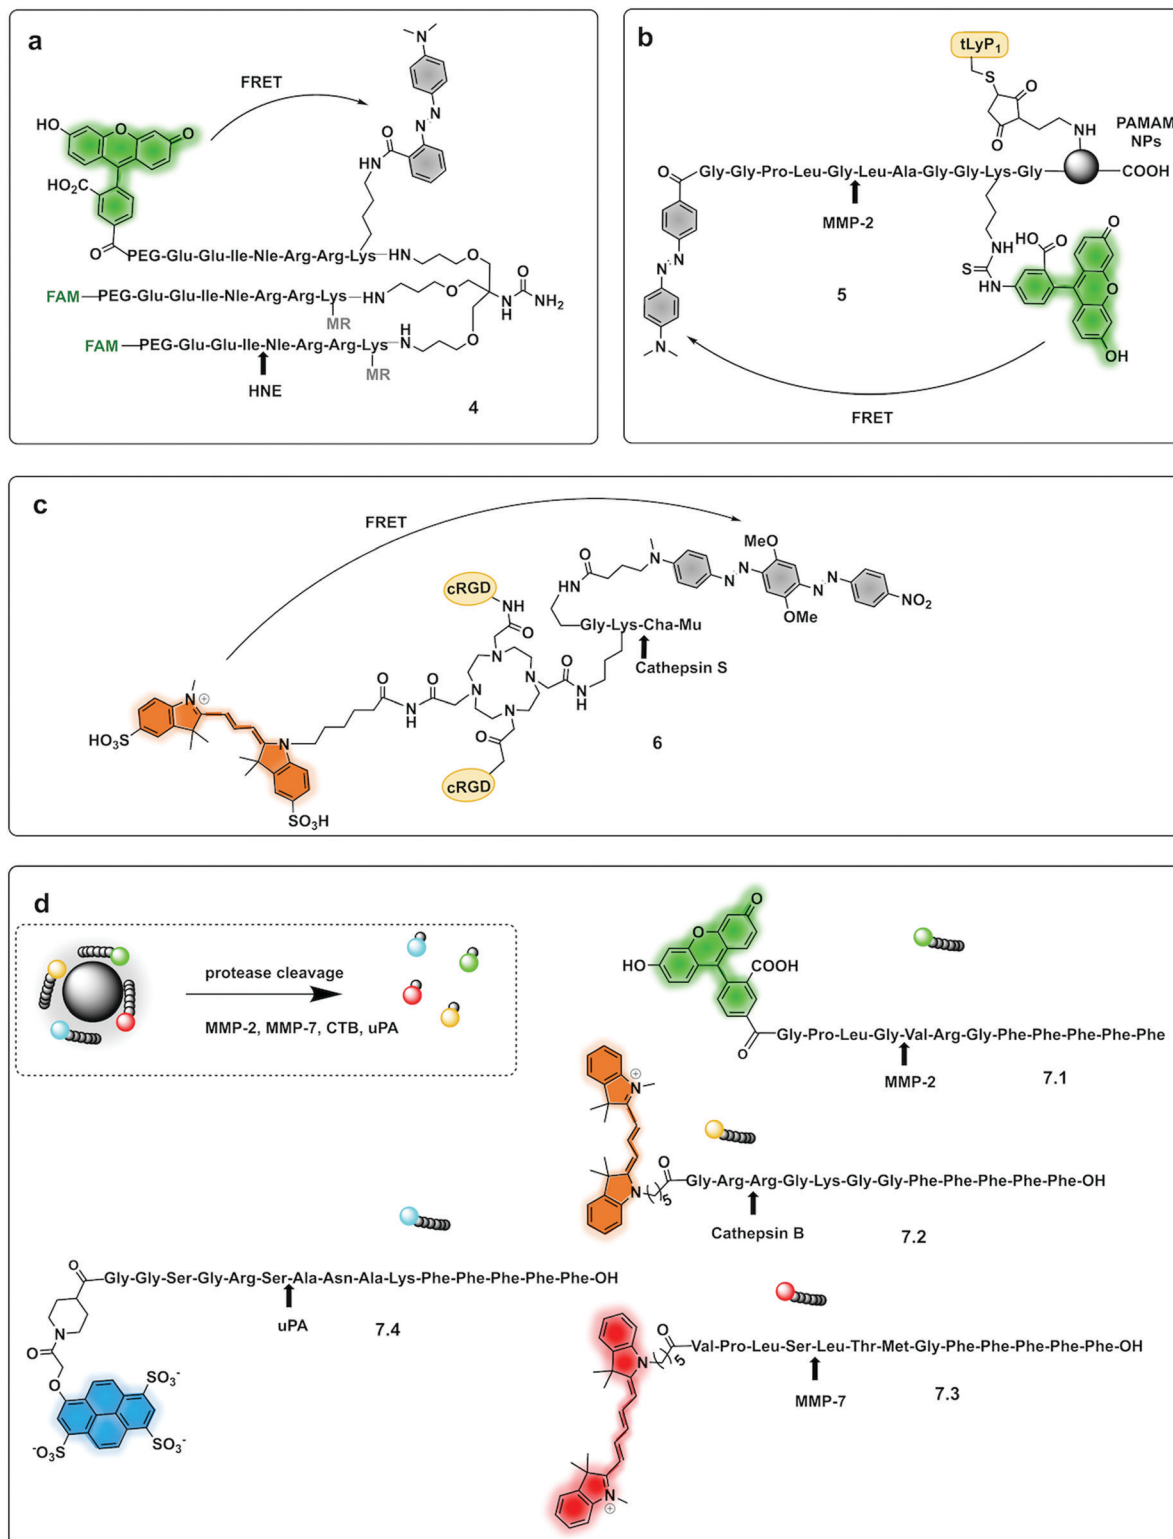 a
FRET
N
N
N
HO
O
O
CO₂H
O
O
HN
PEG-Glu-Glu-Ile-Nle-Arg-Arg-Lys
HN
O
FAM
PEG-Glu-Glu-Ile-Nle-Arg-Arg-Lys
HN
O
N
H
O
NH₂
MR
FAM
PEG-Glu-Glu-Ile-Nle-Arg-Arg-Lys
H
N
O
MR
HNE
4
b
tLyP₁
S
O
N
O
NH
PAMAM
NPs
COOH
O
Gly-Gly-Pro-Leu-Gly-Leu-Ala-Gly-Gly-Lys-Gly
MMP-2
N
N
N
5
NH
S
NH
HO
O
O
O
OH
FRET
c
FRET
cRGD
NH
O
O
HN
N
N
N
MeO
OMe
N
N
NO₂
Gly-Lys-Cha-Mu
Cathepsin S
N
N
N
N
O
N
H
O
N
H
O
O
cRGD
N
⊕
N
HO₃S
SO₃H
6
d
protease cleavage
MMP-2, MMP-7, CTB, uPA
O
O
HO
COOH
O
Gly-Pro-Leu-Gly-Val-Arg-Gly-Phe-Phe-Phe-Phe-Phe
MMP-2
7.1
⊕
N
N
5
O
Gly-Arg-Arg-Gly-Lys-Gly-Gly-Phe-Phe-Phe-Phe-Phe-OH
Cathepsin B
7.2
O
Gly-Gly-Ser-Gly-Arg-Ser-Ala-Asn-Ala-Lys-Phe-Phe-Phe-Phe-Phe-OH
uPA
7.4
N
O
O
SO₃⁻
⁻O₃S
SO₃⁻
N
5
O
Val-Pro-Leu-Ser-Leu-Thr-Met-Gly-Phe-Phe-Phe-Phe-Phe-OH
MMP-7
7.3
N
⊕